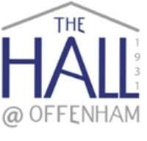 THE
HALL
1931
@ OFFENHAM